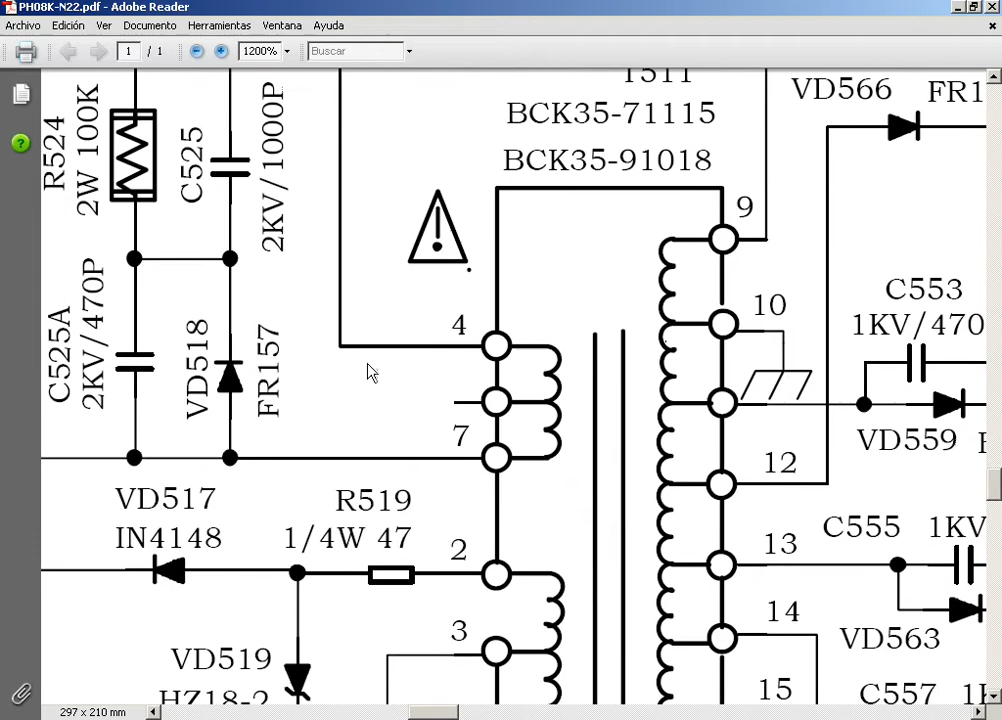 PH08K-N22.pdf - Adobe Reader
Archivo Edición Ver Documento Herramientas Ventana Ayuda
1 / 1 1200% Buscar
T511
BCK35-71115
BCK35-91018
VD566 FR1
R524
2W 100K
C525
2KV/1000P
9
10
C553
1KV/470
C525A
2KV/470P
VD518
FR157
4
7
VD559
12
VD517
IN4148
R519
1/4W 47
2
C555 1KV
13
3
14
VD563
VD519
HZ18-2
15
C557 1K
297 x 210 mm